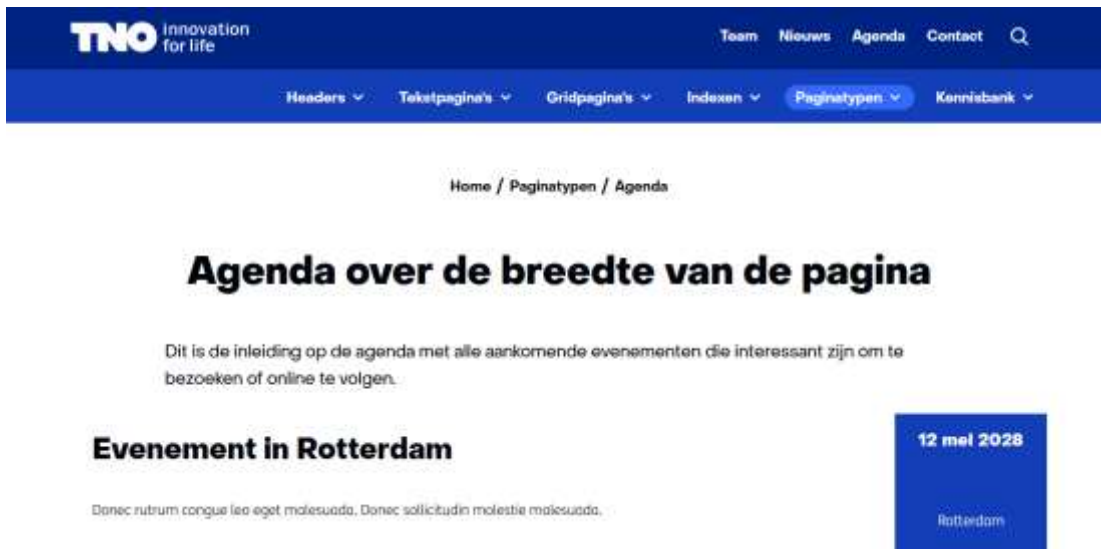 TNO innovation
for life
Team Nieuws Agenda Contact
Headers Tekstpagina's Gridpagina's Indexen Paginatypen Kennisbank
Home / Paginatypen / Agenda
Agenda over de breedte van de pagina
Dit is de inleiding op de agenda met alle aankomende evenementen die interessant zijn om te
bezoeken of online te volgen.
Evenement in Rotterdam
12 mei 2028
Donec rutrum congue leo eget malesuada. Donec sollicitudin molestie malesuada.
Rotterdam